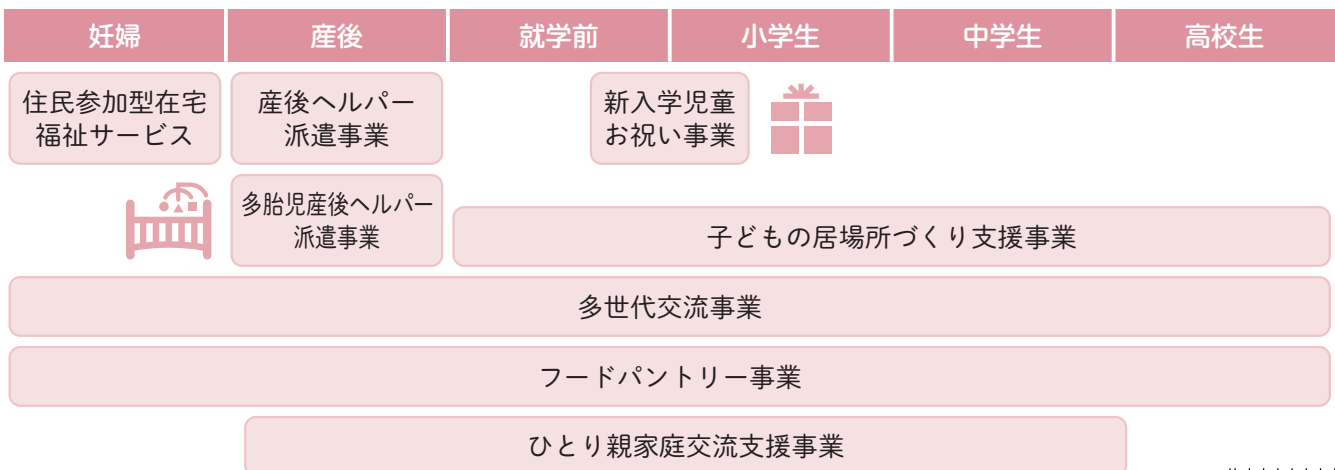 妊婦
産後
就学前
小学生
中学生
高校生
住民参加型在宅
福祉サービス
産後ヘルパー
派遣事業
新入学児童
お祝い事業
多胎児産後ヘルパー
派遣事業
子どもの居場所づくり支援事業
多世代交流事業
フードパントリー事業
ひとり親家庭交流支援事業